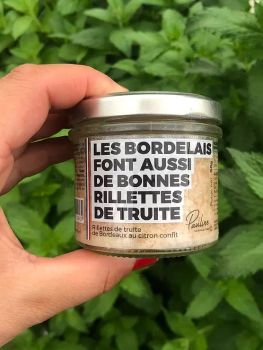 LES BORDELAIS
FONT AUSSI
DE BONNES
RILLETTES
DE TRUITE
Rillettes de truite
de Bordeaux au citron confit
Pauline